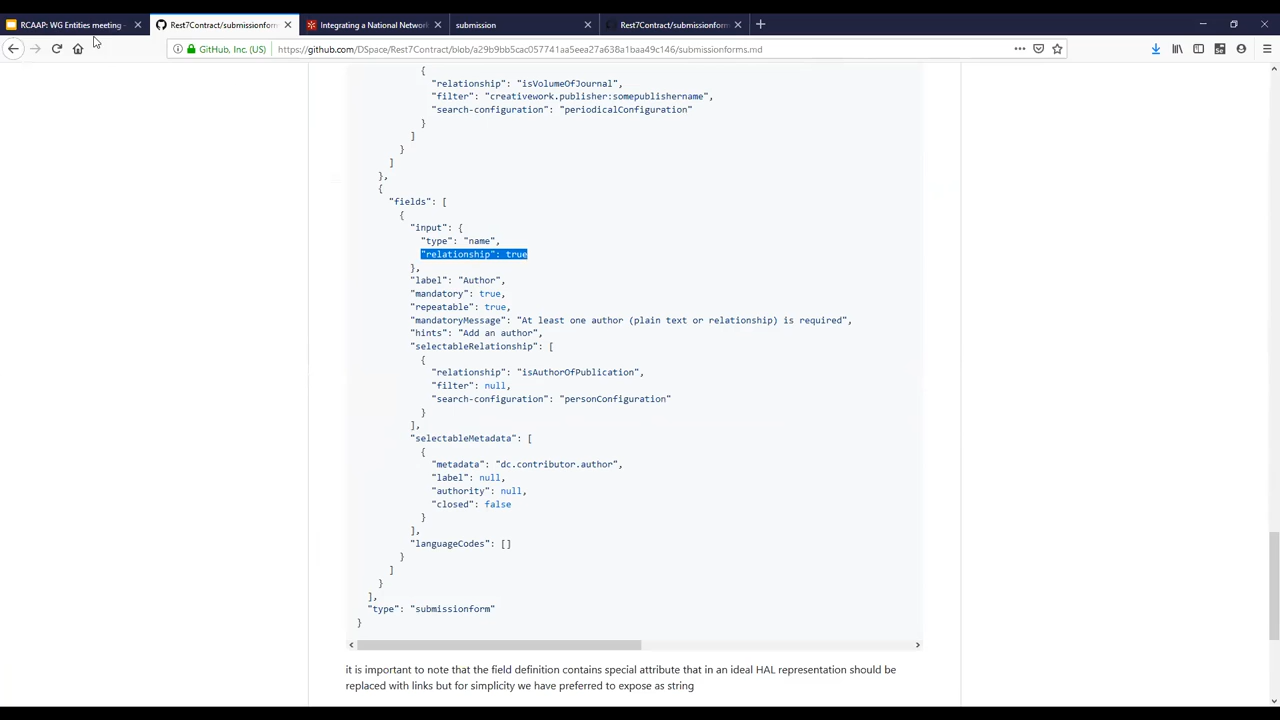 RCAAP: WG Entities meeting
Rest7Contract/submissionform
Integrating a National Network
submission
Rest7Contract/submissionform
GitHub, Inc. (US)
https://github.com/DSpace/Rest7Contract/blob/a29b9bb5cac057741aa5eea27a638a1baa49c146/submissionforms.md
{
"relationship": "isVolumeOfJournal",
"filter": "creativework.publisher:somepublishername",
"search-configuration": "periodicalConfiguration"
}
]
}
]
},
{
"fields": [
{
"input": {
"type": "name",
"relationship": true
},
"label": "Author",
"mandatory": true,
"repeatable": true,
"mandatoryMessage": "At least one author (plain text or relationship) is required",
"hints": "Add an author",
"selectableRelationship": [
{
"relationship": "isAuthorOfPublication",
"filter": null,
"search-configuration": "personConfiguration"
}
],
"selectableMetadata": [
{
"metadata": "dc.contributor.author",
"label": null,
"authority": null,
"closed": false
}
],
"languageCodes": []
}
]
}
],
"type": "submissionform"
}
it is important to note that the field definition contains special attribute that in an ideal HAL representation should be
replaced with links but for simplicity we have preferred to expose as string